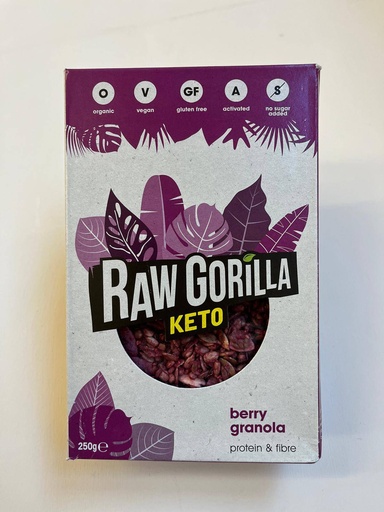 O V GF A S
organic vegan gluten free activated no sugar added
RAW GORILLA
KETO
berry
granola
250g ℮ protein & fibre